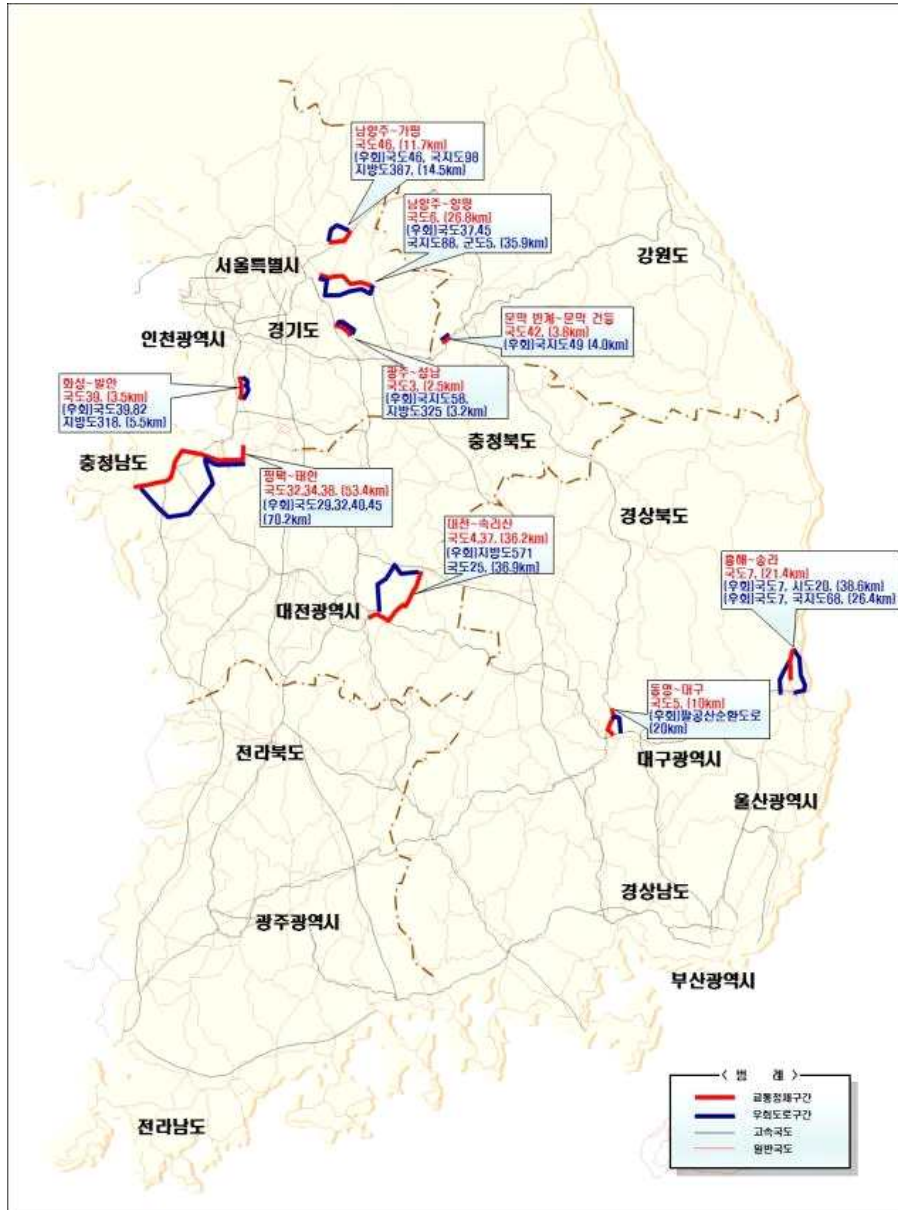 남양주~가평
국도46, (11.7km)
(우회)국도46, 국지도98
지방도387, (14.5km)
남양주~양평
국도6, (26.8km)
(우회)국도37,45
국지도88, 군도5, (35.9km)
서울특별시
강원도
인천광역시
경기도
문막 반계~문막 건등
국도42, (3.8km)
(우회)국지도49 (4.0km)
화성~발안
국도39, (3.5km)
(우회)국도39,82
지방도318, (5.5km)
광주~성남
국도3, (2.5km)
(우회)국지도58,
지방도325 (3.2km)
충청남도
충청북도
평택~태안
국도32,34,38, (53.4km)
(우회)국도29,32,40,45
(70.2km)
경상북도
대전~속리산
국도4,37, (36.2km)
(우회)지방도571
국도25, (36.9km)
흥해~송라
국도7, (21.4km)
(우회)국도7, 시도20, (38.6km)
(우회)국도7, 국지도68, (26.4km)
대전광역시
동명~대구
국도5, (10km)
(우회)팔공산순환도로
(20km)
전라북도
대구광역시
울산광역시
경상남도
광주광역시
부산광역시
전라남도
< 범 례 >
교통정체구간
우회도로구간
고속국도
일반국도